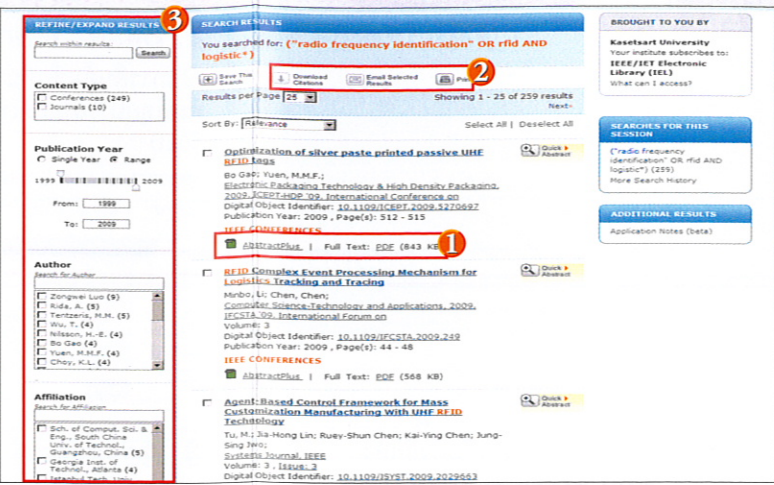 REFINE/EXPAND RESULTS
3
Search within results:
Search
Content Type
Conferences (249)
Journals (10)
Publication Year
Single Year Range
1999 2009
From: 1999
To: 2009
Author
Search for Author
Zongwei Luo (9)
Rida, A. (5)
Tentzeris, M.M. (5)
Wu, T. (4)
Nilsson, H.-E. (4)
Bo Gao (4)
Yuen, M.M.F. (4)
Choy, K.L. (4)
Affiliation
Search for Affiliation
Sch. of Comput. Sci. &
Eng., South China
Univ. of Technol.,
Guangzhou, China (5)
Georgia Inst. of
Technol., Atlanta (4)
Istanbul Tech. Univ.
SEARCH RESULTS
You searched for: ("radio frequency identification" OR rfid AND
logistic*)
Save This
Search
Download
Citations
Email Selected
Results
2
Results per Page 25
Showing 1 - 25 of 259 results
Next›
Sort By: Relevance
Select All | Deselect All
Optimization of silver paste printed passive UHF
RFID tags
Quick
Abstract
Bo Gao; Yuen, M.M.F.;
Electronic Packaging Technology & High Density Packaging,
2009. ICEPT-HDP '09. International Conference on
Digital Object Identifier: 10.1109/ICEPT.2009.5270697
Publication Year: 2009 , Page(s): 512 - 515
IEEE CONFERENCES
AbstractPlus | Full Text: PDF (843 KB)
1
RFID Complex Event Processing Mechanism for
Logistics Tracking and Tracing
Quick
Abstract
Minbo, Li; Chen, Chen;
Computer Science-Technology and Applications, 2009.
IFCSTA '09. International Forum on
Volume: 3
Digital Object Identifier: 10.1109/IFCSTA.2009.249
Publication Year: 2009 , Page(s): 44 - 48
IEEE CONFERENCES
AbstractPlus | Full Text: PDF (568 KB)
Agent-Based Control Framework for Mass
Customization Manufacturing With UHF RFID
Technology
Quick
Abstract
Tu, M.; Jia-Hong Lin; Ruey-Shun Chen; Kai-Ying Chen; Jung-
Sing Jwo;
Systems Journal, IEEE
Volume: 3 , Issue: 3
Digital Object Identifier: 10.1109/JSYST.2009.2029663
BROUGHT TO YOU BY
Kasetsart University
Your institute subscribes to:
IEEE/IET Electronic
Library (IEL)
What can I access?
SEARCHES FOR THIS
SESSION
("radio frequency
identification" OR rfid AND
logistic*) (259)
More Search History
ADDITIONAL RESULTS
Application Notes (beta)